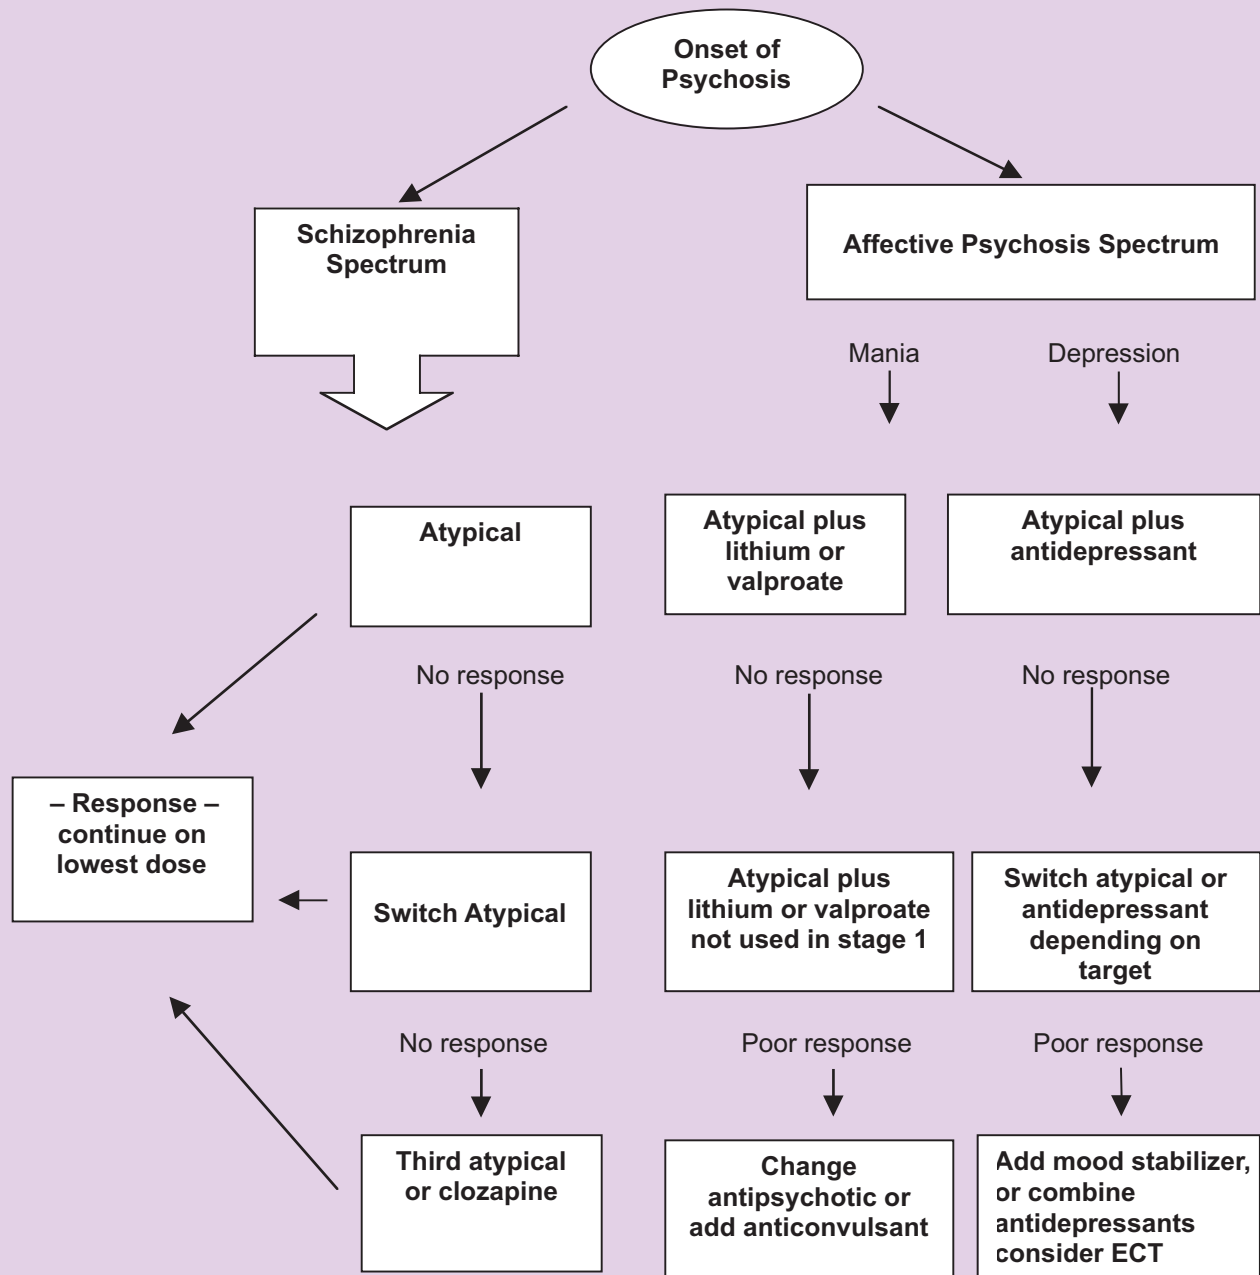 Onset of
Psychosis
Schizophrenia
Spectrum
Affective Psychosis Spectrum
Mania
Depression
Atypical
Atypical plus
lithium or
valproate
Atypical plus
antidepressant
No response
No response
No response
– Response –
continue on
lowest dose
Switch Atypical
Atypical plus
lithium or valproate
not used in stage 1
Switch atypical or
antidepressant
depending on
target
No response
Poor response
Poor response
Third atypical
or clozapine
Change
antipsychotic or
add anticonvulsant
Add mood stabilizer,
or combine
antidepressants
consider ECT